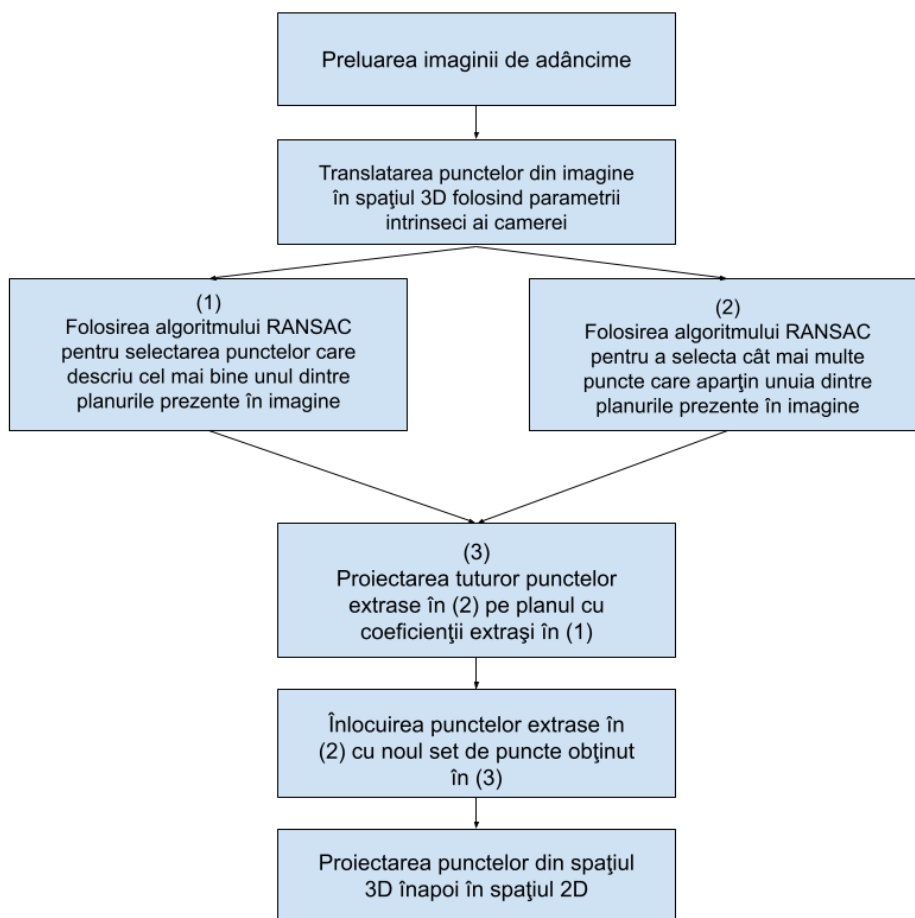 Preluarea imaginii de adâncime
Translatarea punctelor din imagine
în spaţiul 3D folosind parametrii
intrinseci ai camerei
(1)
Folosirea algoritmului RANSAC
pentru selectarea punctelor care
descriu cel mai bine unul dintre
planurile prezente în imagine
(2)
Folosirea algoritmului RANSAC
pentru a selecta cât mai multe
puncte care aparţin unuia dintre
planurile prezente în imagine
(3)
Proiectarea tuturor punctelor
extrase în (2) pe planul cu
coeficienţii extraşi în (1)
Înlocuirea punctelor extrase în
(2) cu noul set de puncte obţinut
în (3)
Proiectarea punctelor din spaţiul
3D înapoi în spaţiul 2D